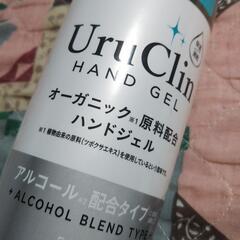 UruClin
HAND GEL
オーガニック※1原料配合
ハンドジェル
※1 植物由来の原料(ツボクサエキス)を使用しているという意味です。
アルコール※2配合タイプ
ALCOHOL BLEND TYPE